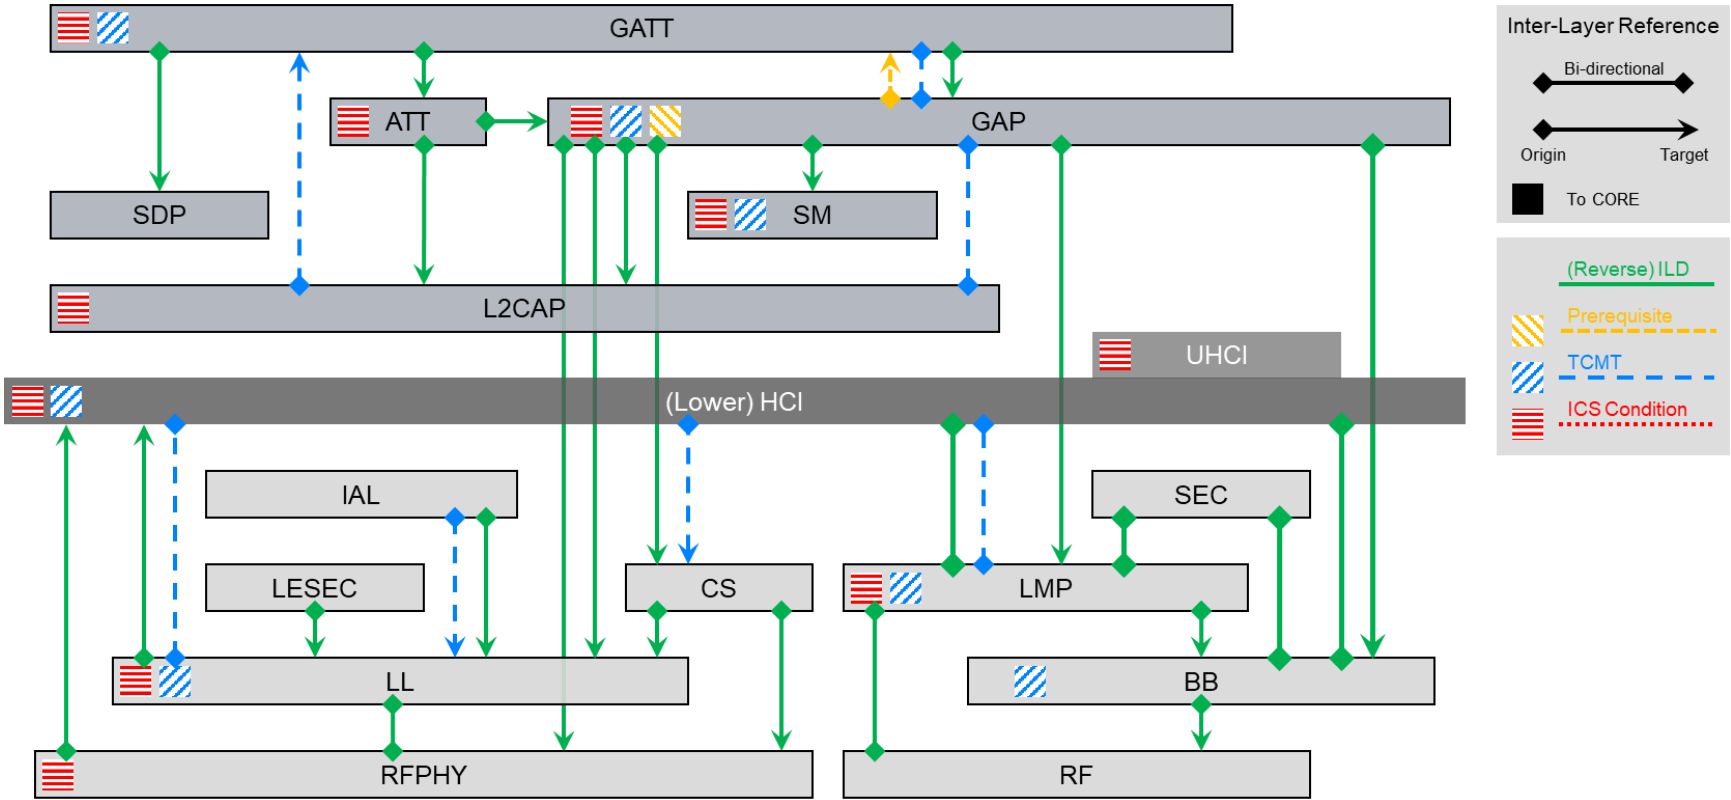 GATT
Inter-Layer Reference
Bi-directional
ATT
GAP
Origin
Target
To CORE
SDP
SM
(Reverse) ILD
L2CAP
Prerequisite
UHCI
TCMT
(Lower) HCI
ICS Condition
IAL
SEC
LESEC
CS
LMP
LL
BB
RFPHY
RF